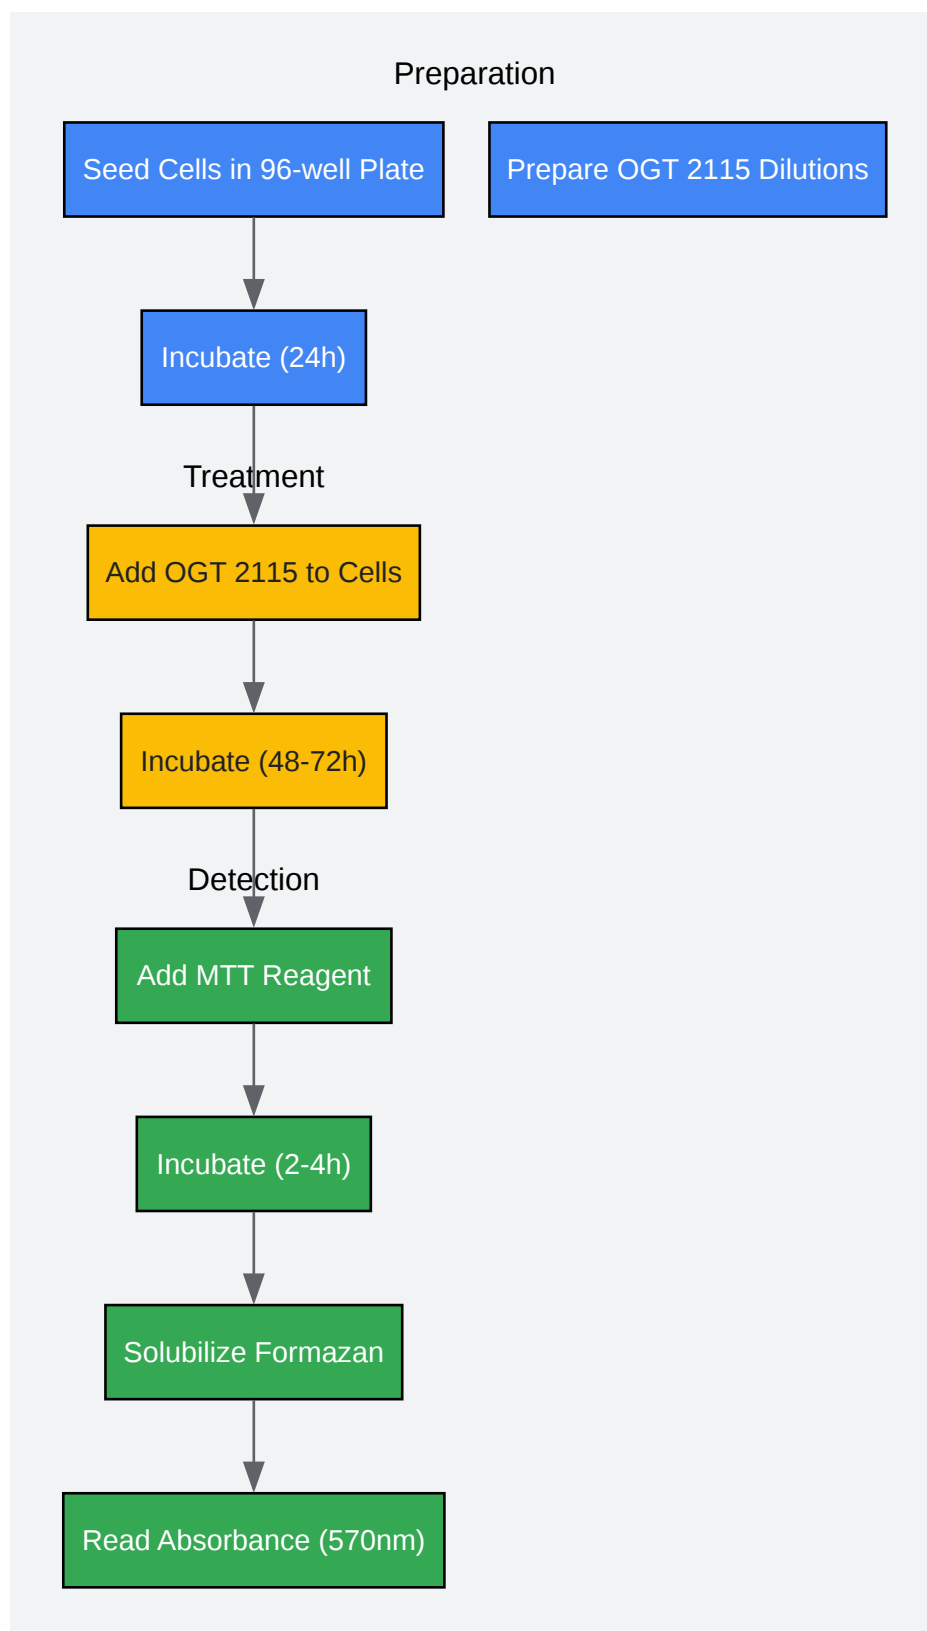 Preparation
Seed Cells in 96-well Plate
Prepare OGT 2115 Dilutions
Incubate (24h)
Treatment
Add OGT 2115 to Cells
Incubate (48-72h)
Detection
Add MTT Reagent
Incubate (2-4h)
Solubilize Formazan
Read Absorbance (570nm)